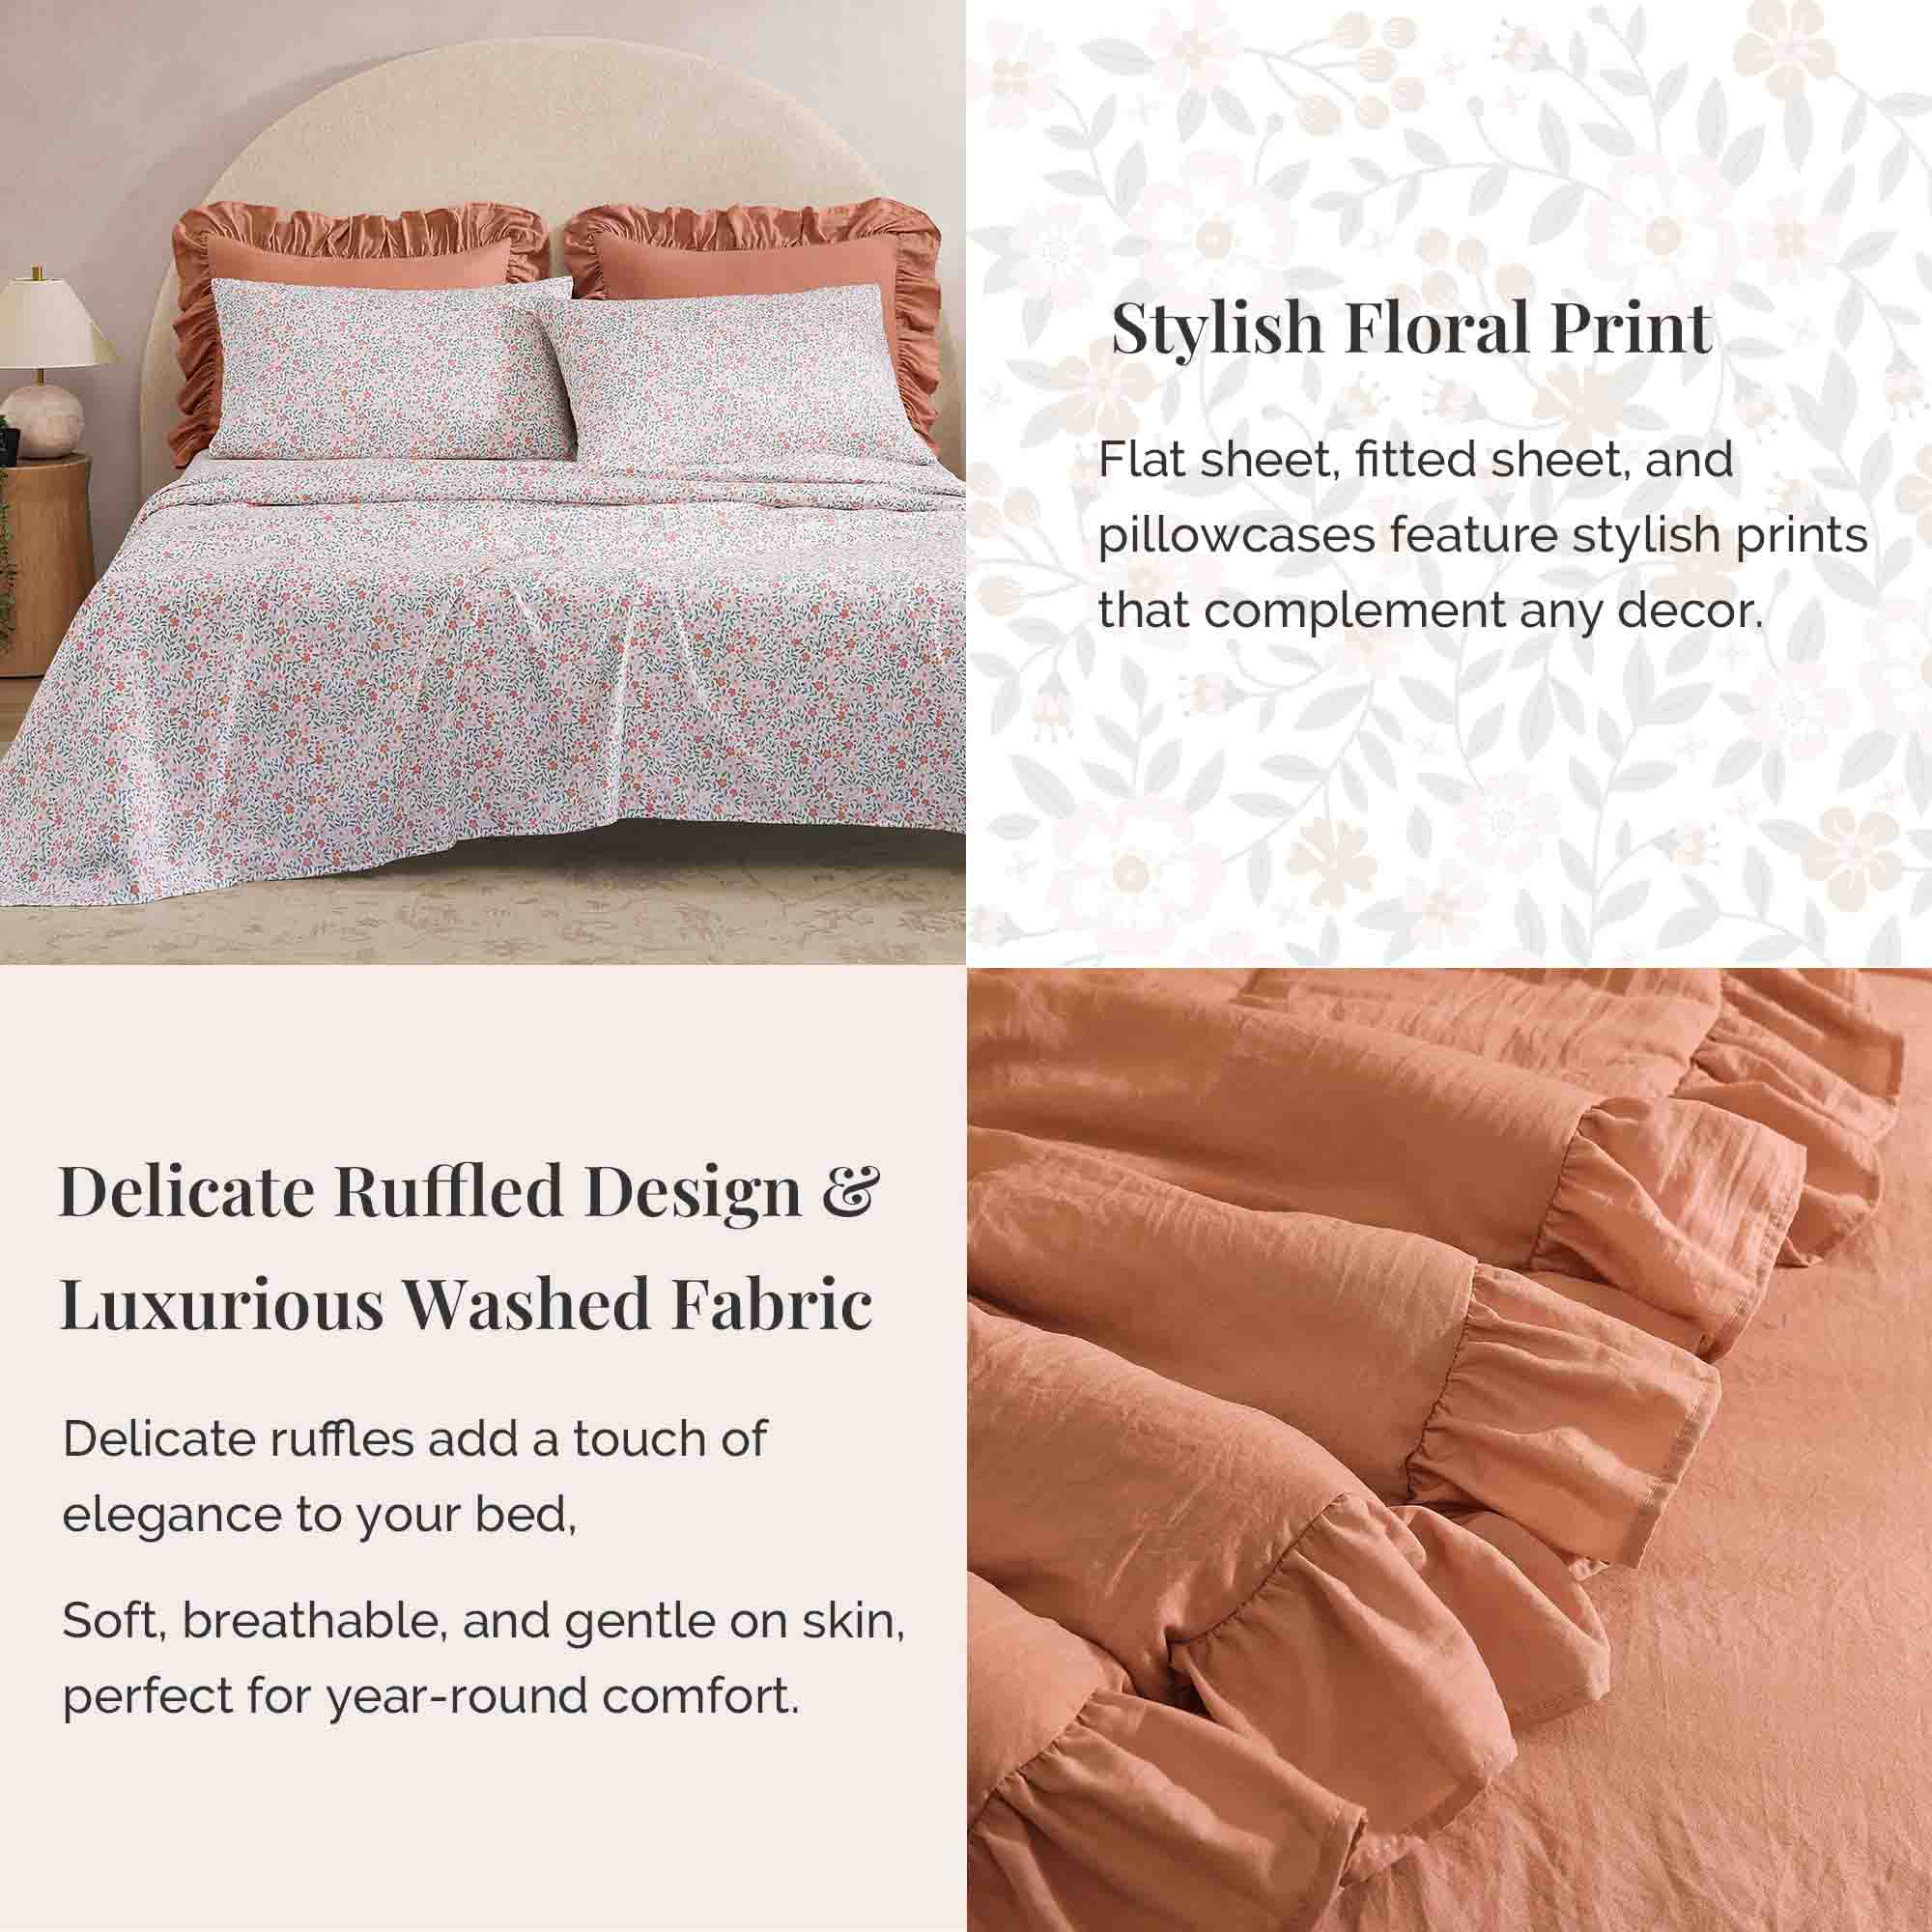 Stylish Floral Print
Flat sheet, fitted sheet, and
pillowcases feature stylish prints
that complement any decor.
Delicate Ruffled Design &
Luxurious Washed Fabric
Delicate ruffles add a touch of
elegance to your bed,
Soft, breathable, and gentle on skin,
perfect for year-round comfort.